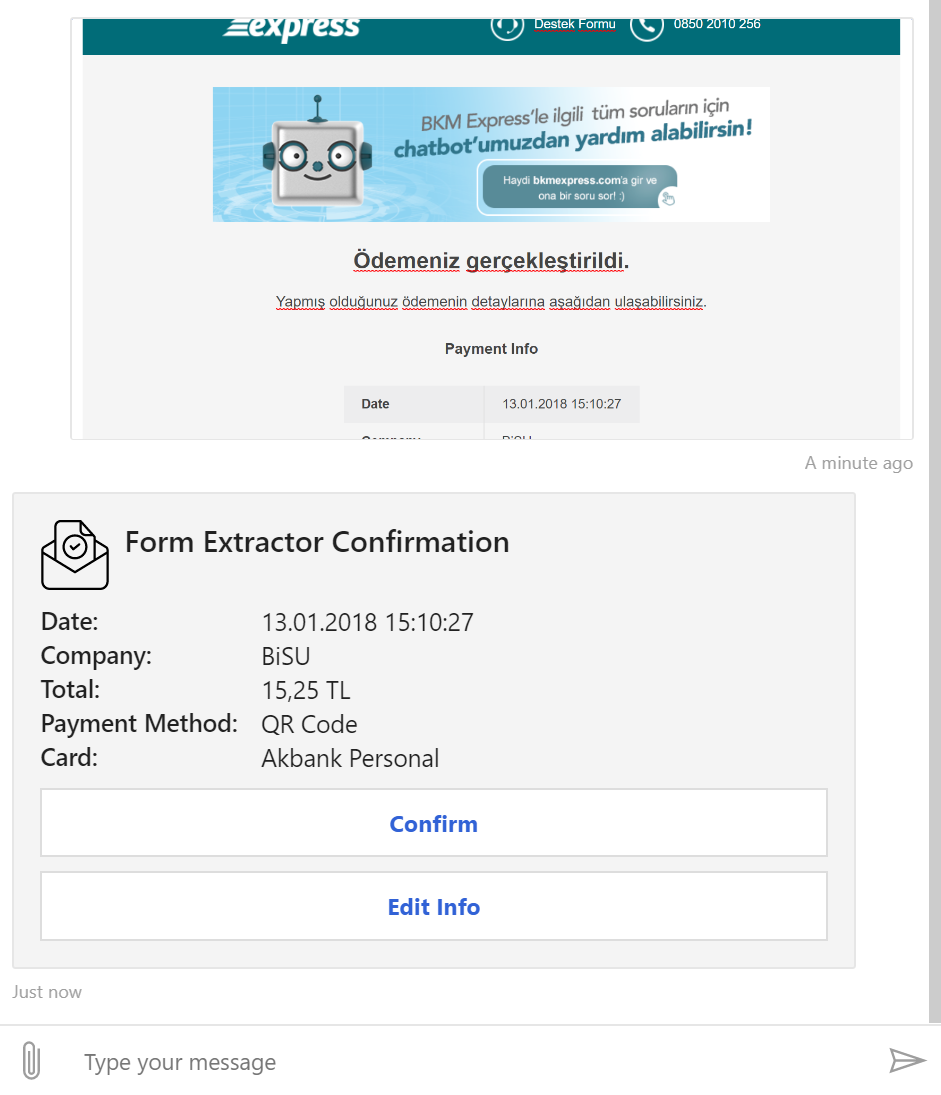 express
Destek Formu
0850 2010 256
BKM Express'le ilgili tüm soruların için
chatbot'umuzdan yardım alabilirsin!
Haydi bkmexpress.com'a gir ve
ona bir soru sor! :)
Ödemeniz gerçekleştirildi.
Yapmış olduğunuz ödemenin detaylarına aşağıdan ulaşabilirsiniz.
Payment Info
Date 13.01.2018 15:10:27
Company BiSU
A minute ago
Form Extractor Confirmation
Date: 13.01.2018 15:10:27
Company: BiSU
Total: 15,25 TL
Payment Method: QR Code
Card: Akbank Personal
Confirm
Edit Info
Just now
Type your message